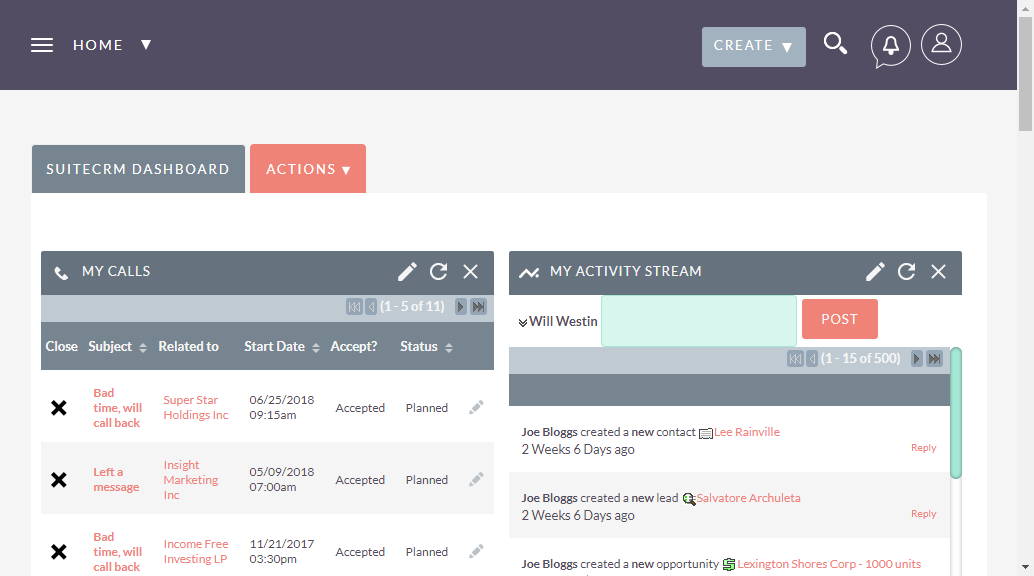 HOME
CREATE
SUITECRM DASHBOARD
ACTIONS
MY CALLS
(1 - 5 of 11)
Close Subject Related to Start Date Accept? Status
Bad time, will call back
Super Star Holdings Inc
06/25/2018 09:15am
Accepted
Planned
Left a message
Insight Marketing Inc
05/09/2018 07:00am
Accepted
Planned
Bad time, will call back
Income Free Investing LP
11/21/2017 03:30pm
Accepted
Planned
MY ACTIVITY STREAM
Will Westin
POST
(1 - 15 of 500)
Joe Bloggs created a new contact Lee Rainville
2 Weeks 6 Days ago
Reply
Joe Bloggs created a new lead Salvatore Archuleta
2 Weeks 6 Days ago
Reply
Joe Bloggs created a new opportunity Lexington Shores Corp - 1000 units